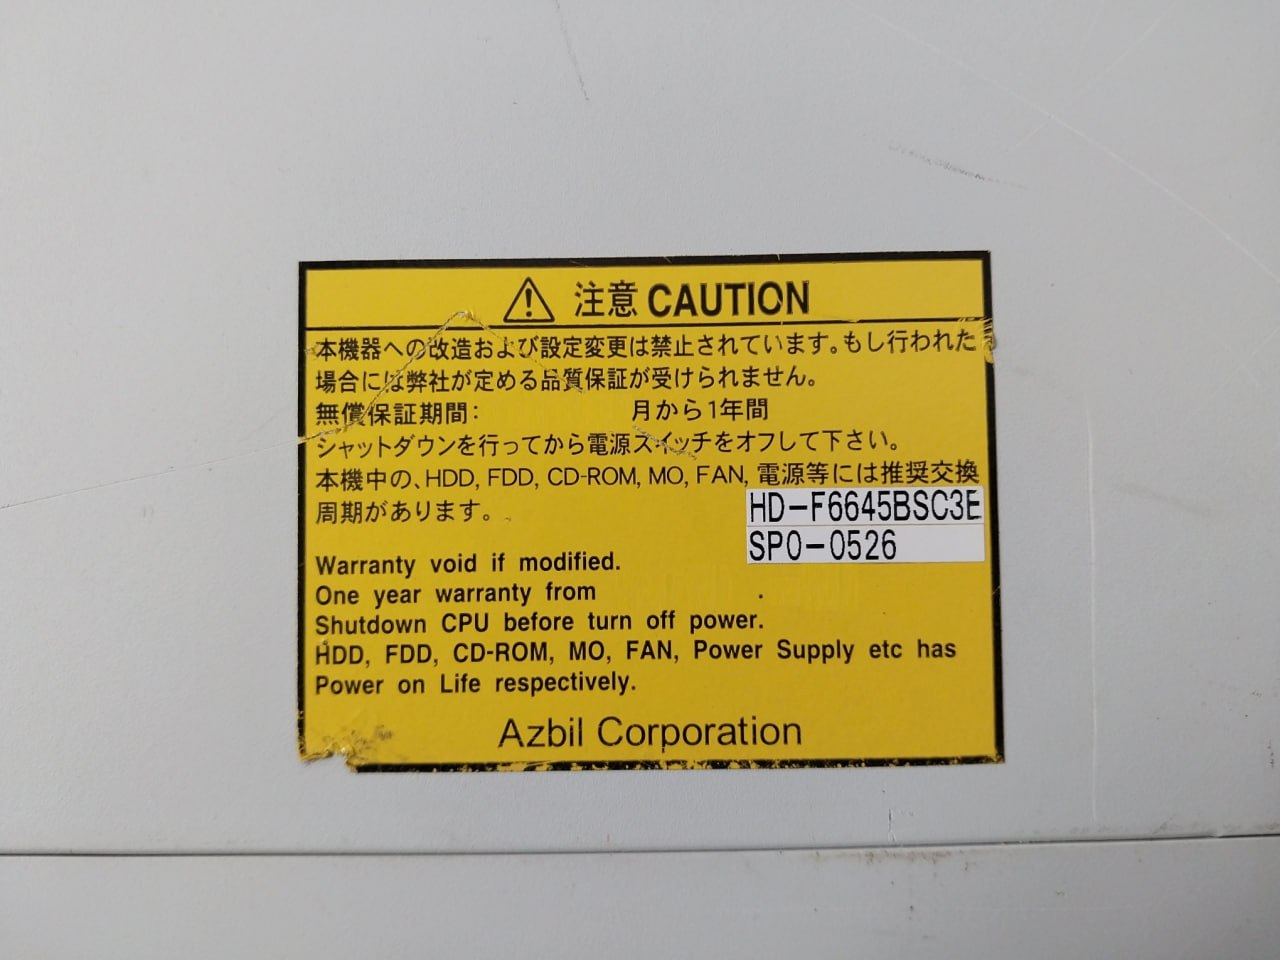 注意 CAUTION
本機器への改造および設定変更は禁止されています。もし行われた
場合には弊社が定める品質保証が受けられません。
無償保証期間: 月から1年間
シャットダウンを行ってから電源スイッチをオフして下さい。
本機中の、HDD, FDD, CD-ROM, MO, FAN, 電源等には推奨交換
周期があります。
HD-F6645BSC3E
SP0-0526
Warranty void if modified.
One year warranty from .
Shutdown CPU before turn off power.
HDD, FDD, CD-ROM, MO, FAN, Power Supply etc has
Power on Life respectively.
Azbil Corporation